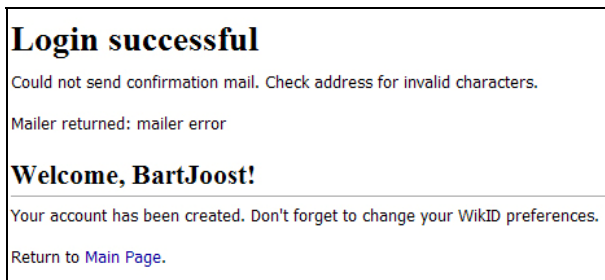 Login successful
Could not send confirmation mail. Check address for invalid characters.
Mailer returned: mailer error
Welcome, BartJoost!
Your account has been created. Don't forget to change your WikID preferences.
Return to Main Page.